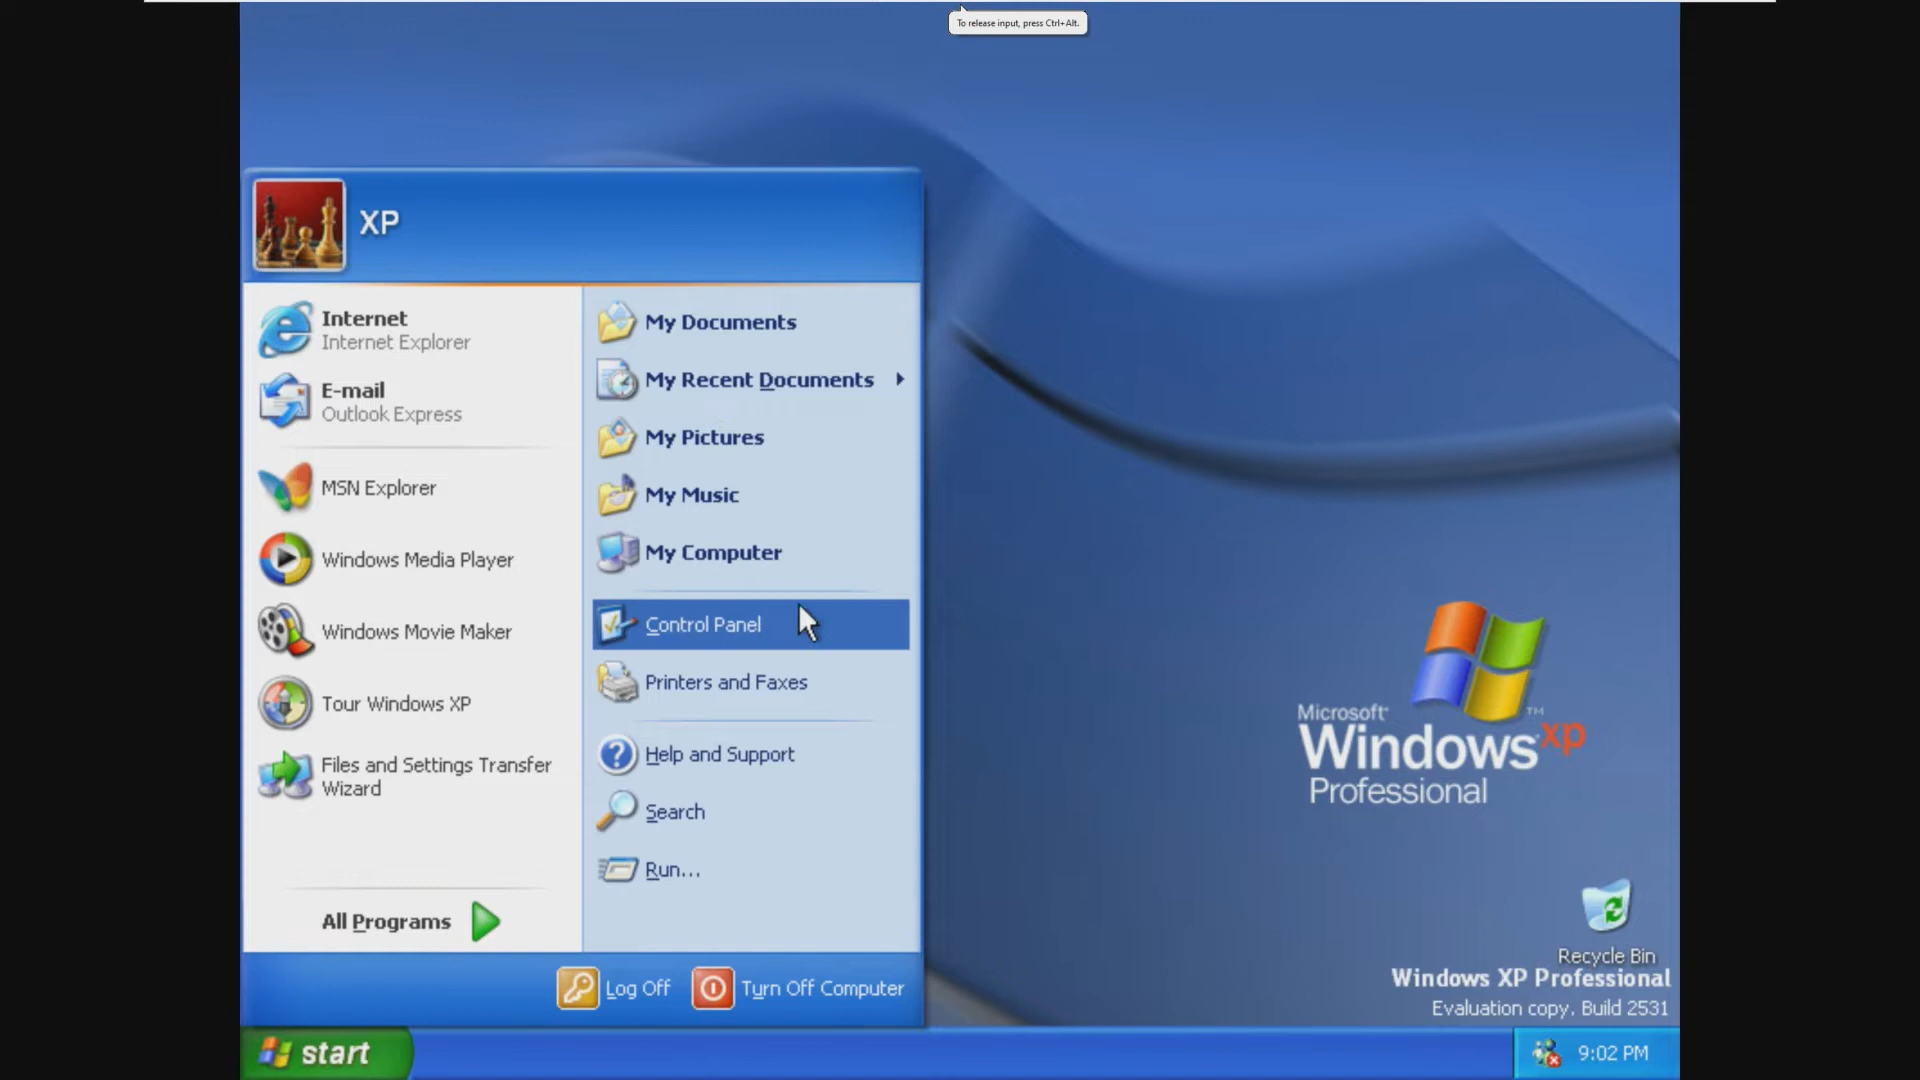 To release input, press Ctrl+Alt.
XP
Internet
Internet Explorer
E-mail
Outlook Express
MSN Explorer
Windows Media Player
Windows Movie Maker
Tour Windows XP
Files and Settings Transfer
Wizard
All Programs
My Documents
My Recent Documents
My Pictures
My Music
My Computer
Control Panel
Printers and Faxes
Help and Support
Search
Run...
Log Off
Turn Off Computer
Microsoft®
Windows xp™
Professional
Recycle Bin
Windows XP Professional
Evaluation copy. Build 2531
start
9:02 PM